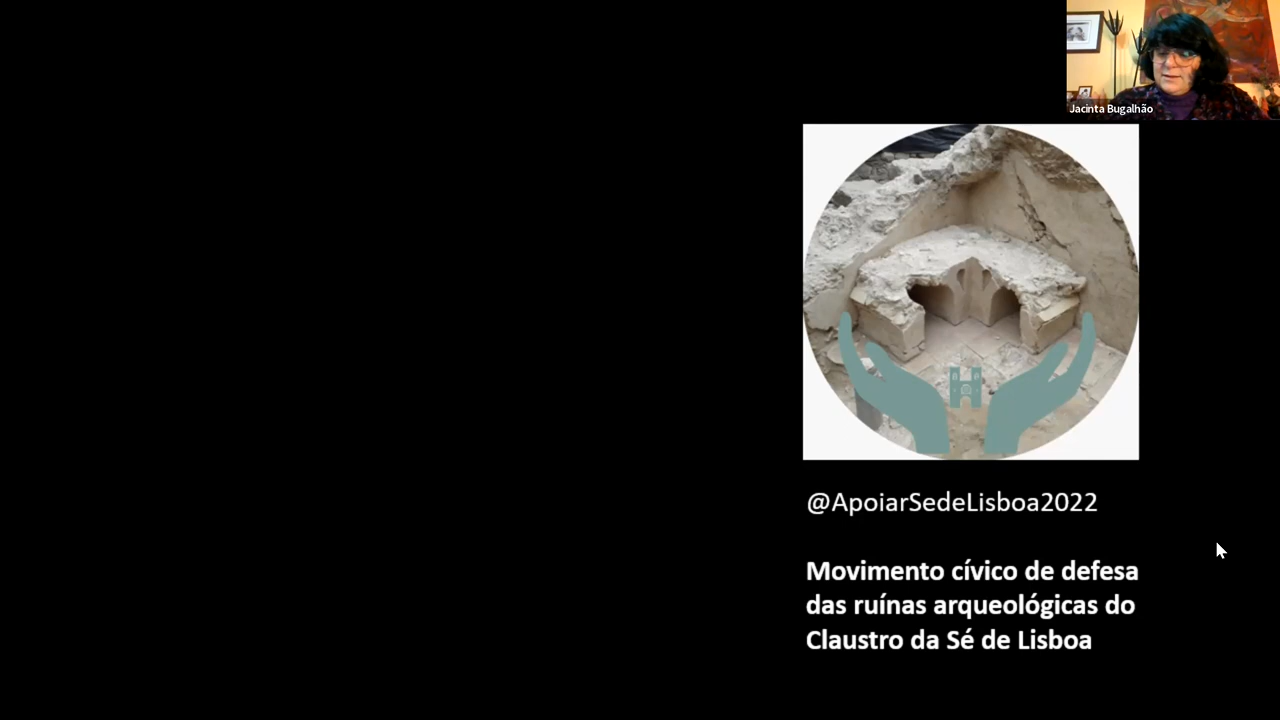 Jacinta Bugalhão
@ApoiarSedeLisboa2022
Movimento cívico de defesa
das ruínas arqueológicas do
Claustro da Sé de Lisboa